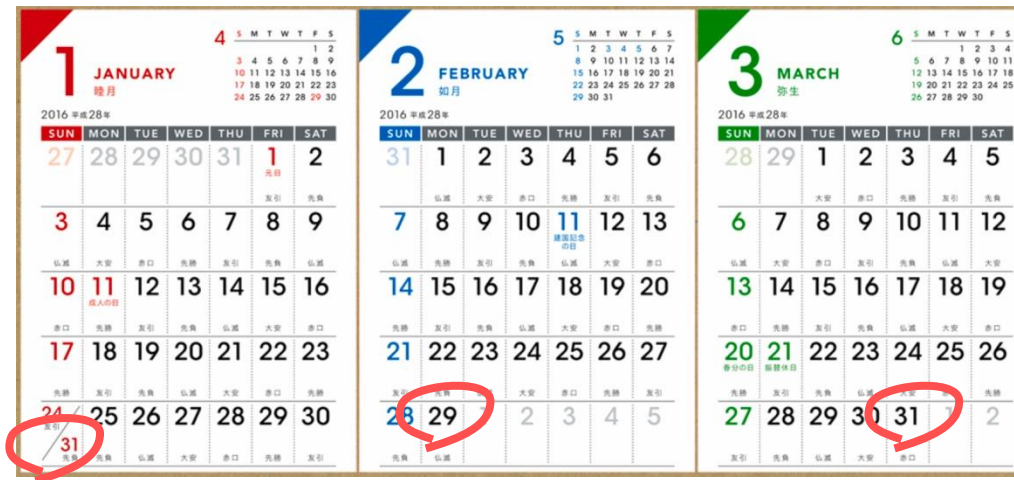 1
JANUARY
睦月
4
S M T W T F S
1 2
3 4 5 6 7 8 9
10 11 12 13 14 15 16
17 18 19 20 21 22 23
24 25 26 27 28 29 30
2016 平成28年
SUN MON TUE WED THU FRI SAT
27 28 29 30 31 1 2
元日
友引 先負
3 4 5 6 7 8 9
仏滅 大安 赤口 先勝 友引 先負 仏滅
10 11 12 13 14 15 16
成人の日
赤口 先勝 友引 先負 仏滅 大安 赤口
17 18 19 20 21 22 23
先勝 友引 先負 仏滅 大安 赤口 先勝
24 25 26 27 28 29 30
友引
31
先負 先負 仏滅 大安 赤口 先勝 友引
2
FEBRUARY
如月
5
S M T W T F S
1 2 3 4 5 6 7
8 9 10 11 12 13 14
15 16 17 18 19 20 21
22 23 24 25 26 27 28
29 30 31
2016 平成28年
SUN MON TUE WED THU FRI SAT
31 1 2 3 4 5 6
仏滅 大安 赤口 先勝 友引 先負
7 8 9 10 11 12 13
建国記念
の日
仏滅 先勝 友引 先負 仏滅 大安 赤口
14 15 16 17 18 19 20
先勝 友引 先負 仏滅 大安 赤口 先勝
21 22 23 24 25 26 27
友引 先負 大安 赤口 先勝 友引
28 29 1 2 3 4 5
先負 仏滅
3
MARCH
弥生
6
S M T W T F S
1 2 3 4
5 6 7 8 9 10 11
12 13 14 15 16 17 18
19 20 21 22 23 24 25
26 27 28 29 30
2016 平成28年
SUN MON TUE WED THU FRI SAT
28 29 1 2 3 4 5
大安 赤口 先勝 友引 先負
6 7 8 9 10 11 12
仏滅 大安 赤口 友引 先負 仏滅 大安
13 14 15 16 17 18 19
赤口 先勝 友引 先負 仏滅 大安 赤口
20 21 22 23 24 25 26
春分の日 振替休日
先勝 友引 先負 仏滅 大安 先勝
27 28 29 30 31 1 2
友引 先負 仏滅 大安 赤口